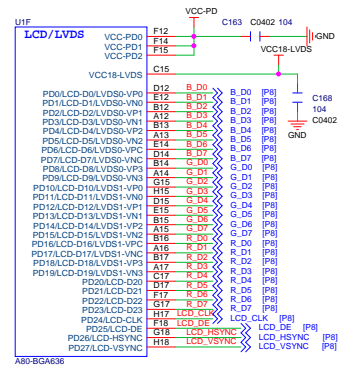 U1F
LCD/LVDS
VCC-PD
C163 C0402 104
GND
VCC-PD0 F12
VCC-PD1 F14
VCC-PD2 F15
VCC18-LVDS
VCC18-LVDS C15
C168
104
C0402
GND
PD0/LCD-D0/LVDS0-VP0 D12 B_D0 B_D0 [P8]
PD1/LCD-D1/LVDS0-VN0 E12 B_D1 B_D1 [P8]
PD2/LCD-D2/LVDS0-VP1 B12 B_D2 B_D2 [P8]
PD3/LCD-D3/LVDS0-VN1 A12 B_D3 B_D3 [P8]
PD4/LCD-D4/LVDS0-VP2 B13 B_D4 B_D4 [P8]
PD5/LCD-D5/LVDS0-VN2 A13 B_D5 B_D5 [P8]
PD6/LCD-D6/LVDS0-VPC E14 B_D6 B_D6 [P8]
PD7/LCD-D7/LVDS0-VNC D14 B_D7 B_D7 [P8]
PD8/LCD-D8/LVDS0-VP3 B14 G_D0 G_D0 [P8]
PD9/LCD-D9/LVDS0-VN3 A14 G_D1 G_D1 [P8]
PD10/LCD-D10/LVDS1-VP0 G15 G_D2 G_D2 [P8]
PD11/LCD-D11/LVDS1-VN0 H15 G_D3 G_D3 [P8]
PD12/LCD-D12/LVDS1-VP1 D15 G_D4 G_D4 [P8]
PD13/LCD-D13/LVDS1-VN1 E15 G_D5 G_D5 [P8]
PD14/LCD-D14/LVDS1-VP2 B15 G_D6 G_D6 [P8]
PD15/LCD-D15/LVDS1-VN2 A15 G_D7 G_D7 [P8]
PD16/LCD-D16/LVDS1-VPC B16 R_D0 R_D0 [P8]
PD17/LCD-D17/LVDS1-VNC A16 R_D1 R_D1 [P8]
PD18/LCD-D18/LVDS1-VP3 B17 R_D2 R_D2 [P8]
PD19/LCD-D19/LVDS1-VN3 A17 R_D3 R_D3 [P8]
PD20/LCD-D20 C17 R_D4 R_D4 [P8]
PD21/LCD-D21 D17 R_D5 R_D5 [P8]
PD22/LCD-D22 F17 R_D6 R_D6 [P8]
PD23/LCD-D23 G17 R_D7 R_D7 [P8]
PD24/LCD-CLK H17 LCD_CLK LCD_CLK [P8]
PD25/LCD-DE F18 LCD_DE LCD_DE [P8]
PD26/LCD-HSYNC G18 LCD_HSYNC LCD_HSYNC [P8]
PD27/LCD-VSYNC H18 LCD_VSYNC LCD_VSYNC [P8]
A80-BGA636